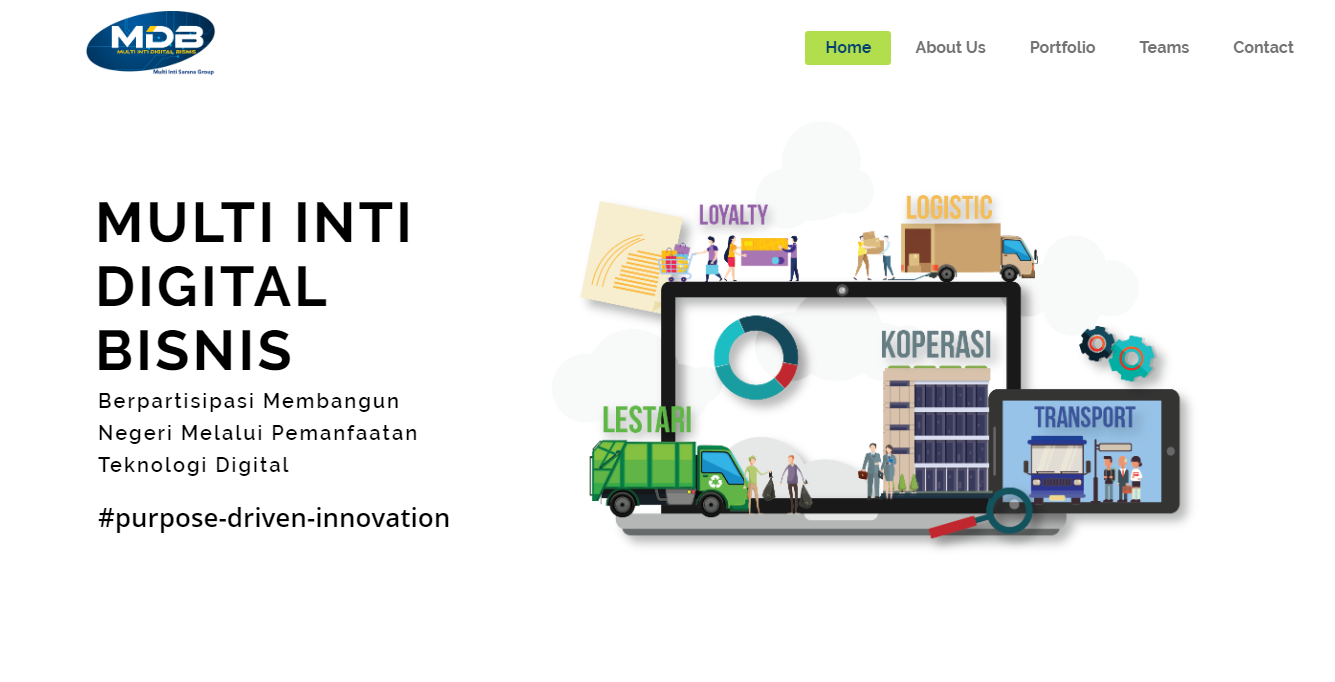 MDB
MULTI INTI DIGITAL BISNIS
Multi Inti Sarana Group
Home
About Us
Portfolio
Teams
Contact
MULTI INTI
DIGITAL
BISNIS
Berpartisipasi Membangun
Negeri Melalui Pemanfaatan
Teknologi Digital
#purpose-driven-innovation
LOYALTY
LOGISTIC
KOPERASI
LESTARI
TRANSPORT